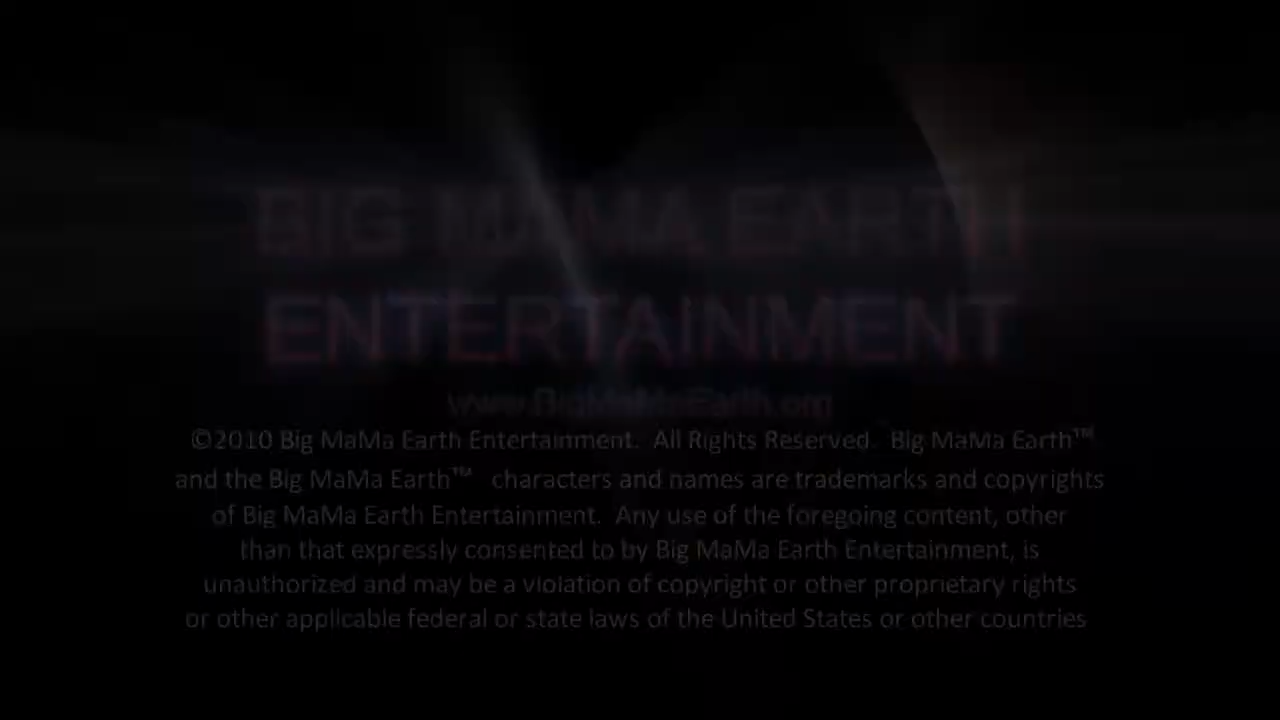 BIG MAMA EARTH
ENTERTAINMENT
www.BigMaMaEarth.org
©2010 Big MaMa Earth Entertainment. All Rights Reserved. Big MaMa Earth™
and the Big MaMa Earth™ characters and names are trademarks and copyrights
of Big MaMa Earth Entertainment. Any use of the foregoing content, other
than that expressly consented to by Big MaMa Earth Entertainment, is
unauthorized and may be a violation of copyright or other proprietary rights
or other applicable federal or state laws of the United States or other countries